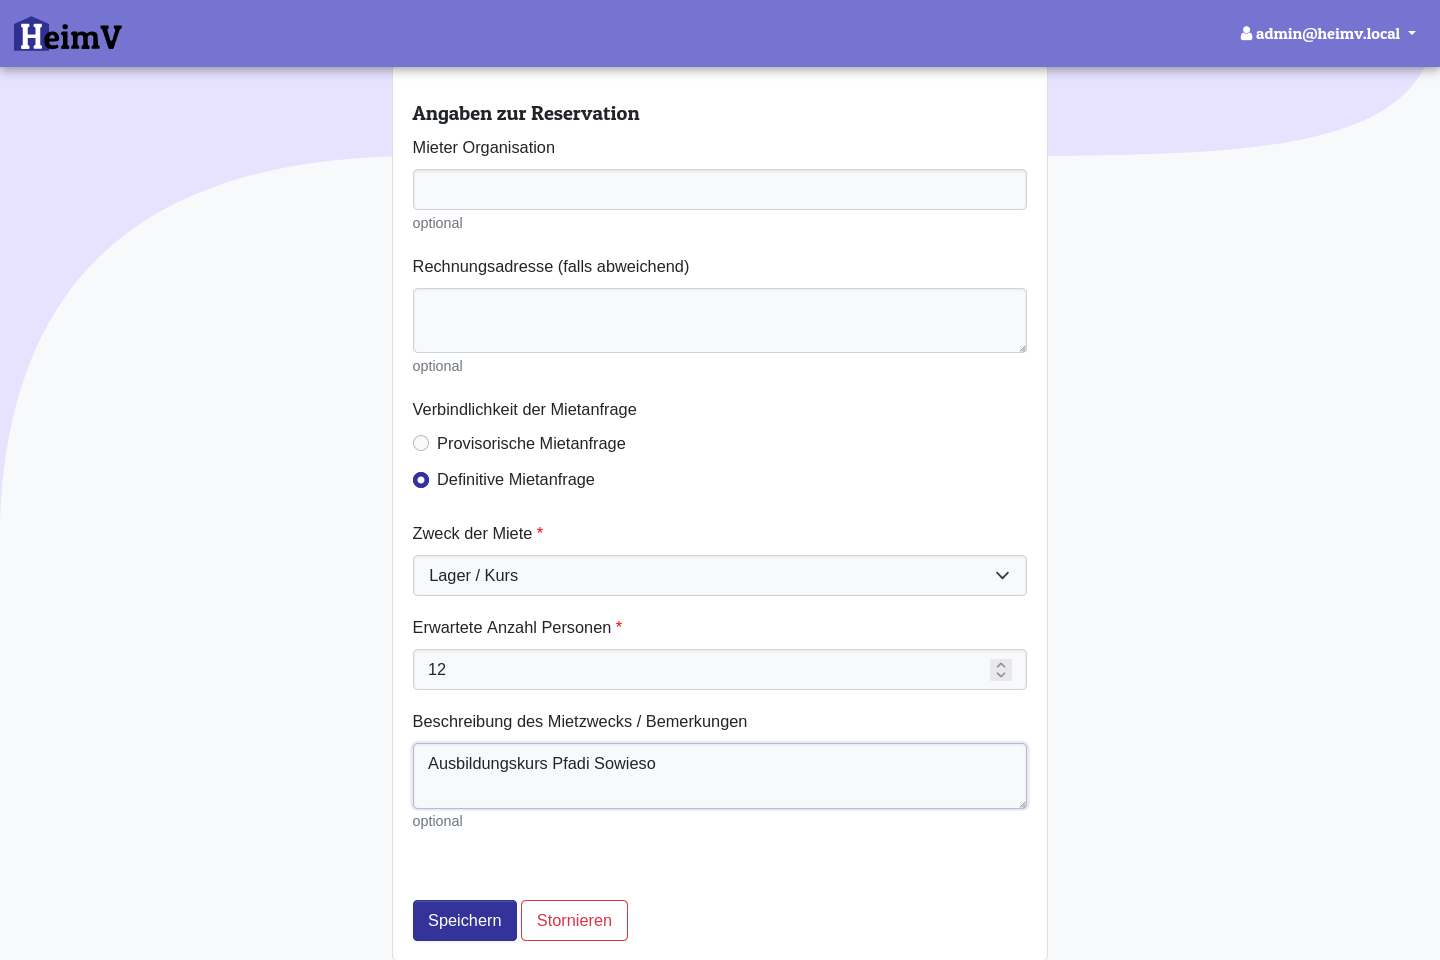 HeimV
admin@heimv.local
Angaben zur Reservation
Mieter Organisation
optional
Rechnungsadresse (falls abweichend)
optional
Verbindlichkeit der Mietanfrage
Provisorische Mietanfrage
Definitive Mietanfrage
Zweck der Miete *
Lager / Kurs
Erwartete Anzahl Personen *
12
Beschreibung des Mietzwecks / Bemerkungen
Ausbildungskurs Pfadi Sowieso
optional
Speichern Stornieren